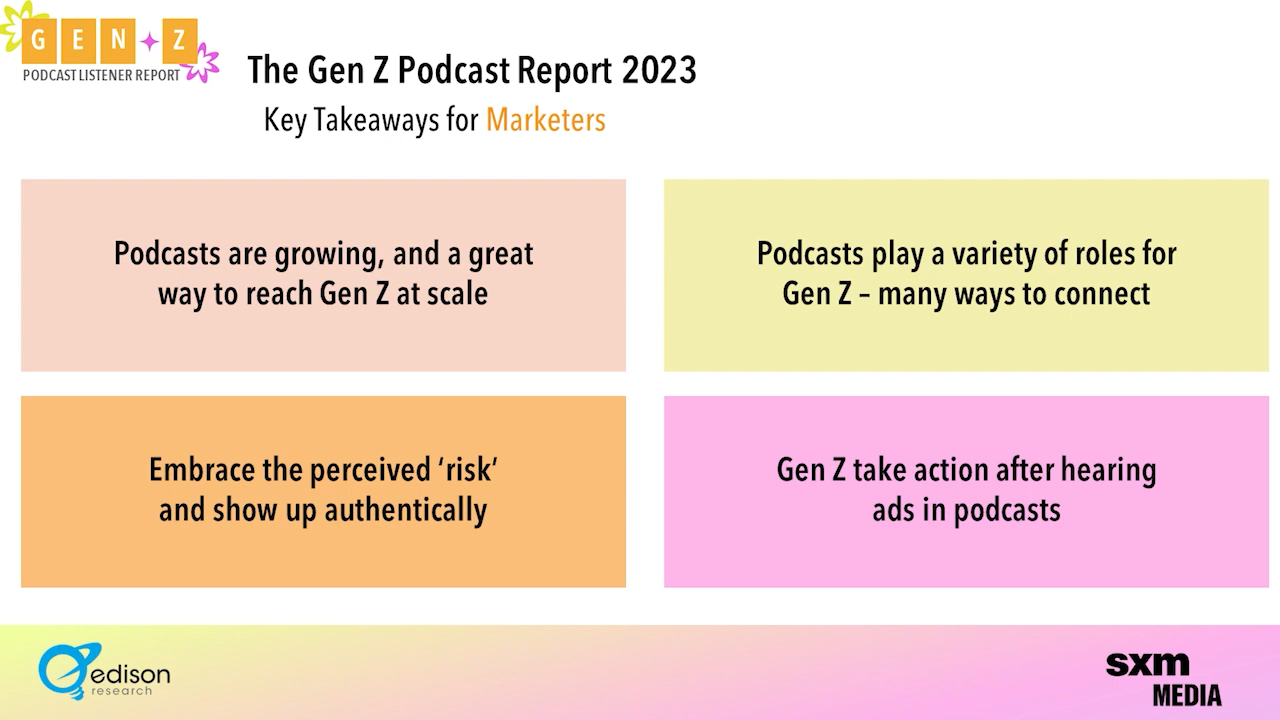 GEN Z
PODCAST LISTENER REPORT
The Gen Z Podcast Report 2023
Key Takeaways for Marketers
Podcasts are growing, and a great
way to reach Gen Z at scale
Podcasts play a variety of roles for
Gen Z – many ways to connect
Embrace the perceived ‘risk’
and show up authentically
Gen Z take action after hearing
ads in podcasts
edison
research
sxm
MEDIA